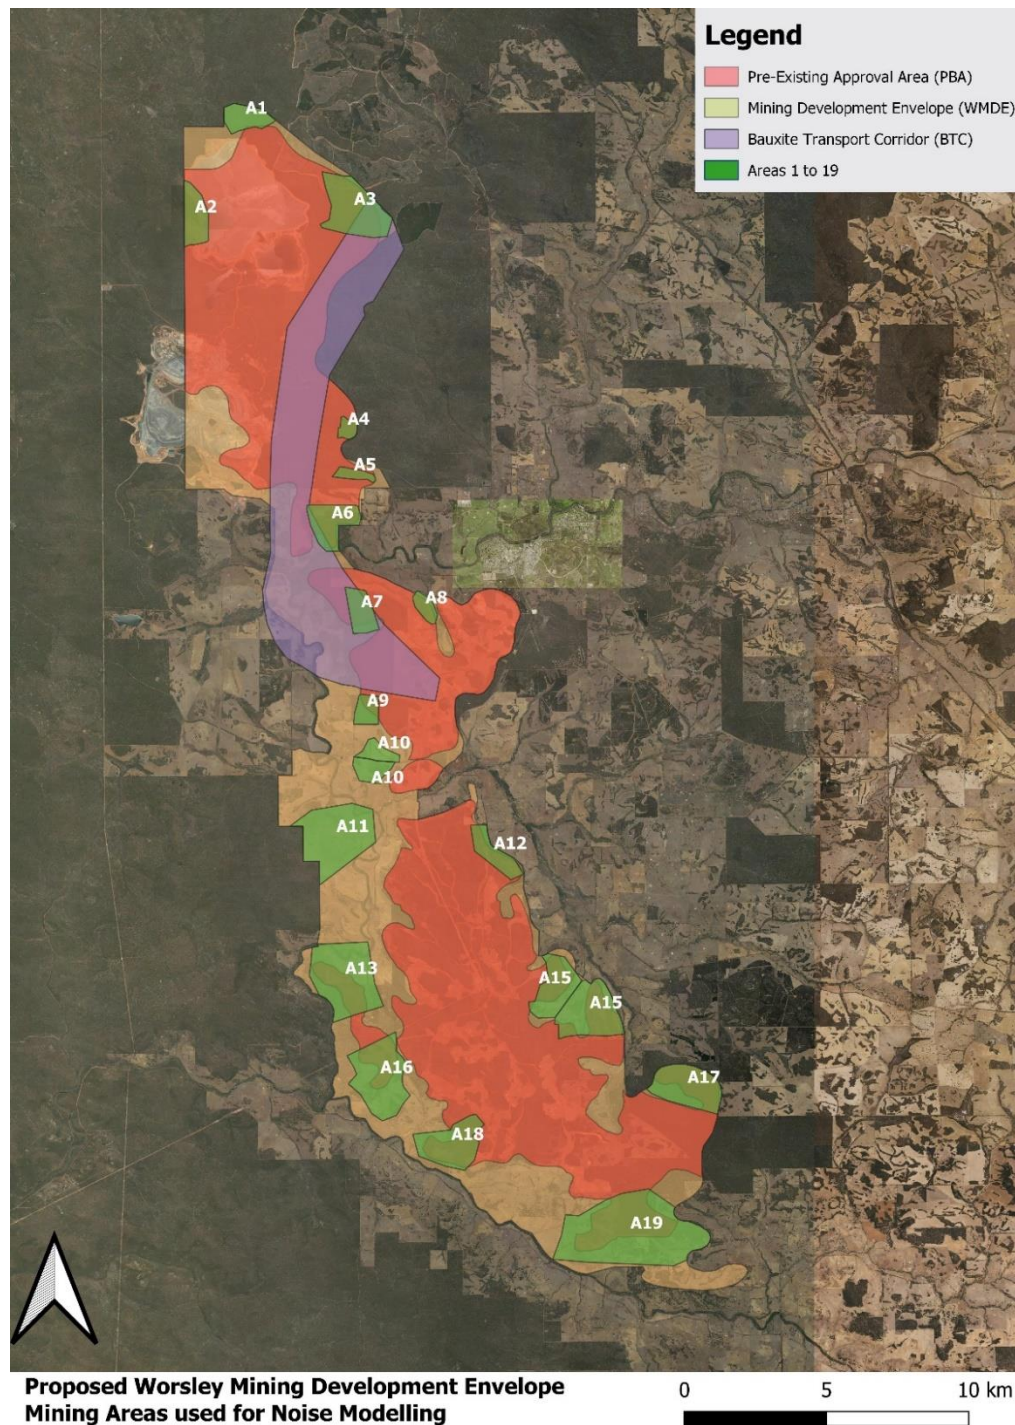 Legend
Pre-Existing Approval Area (PBA)
Mining Development Envelope (WMDE)
Bauxite Transport Corridor (BTC)
Areas 1 to 19
A1
A2
A3
A4
A5
A6
A7
A8
A9
A10
A10
A11
A12
A13
A15
A15
A16
A17
A18
A19
Proposed Worsley Mining Development Envelope
Mining Areas used for Noise Modelling
0 5 10 km